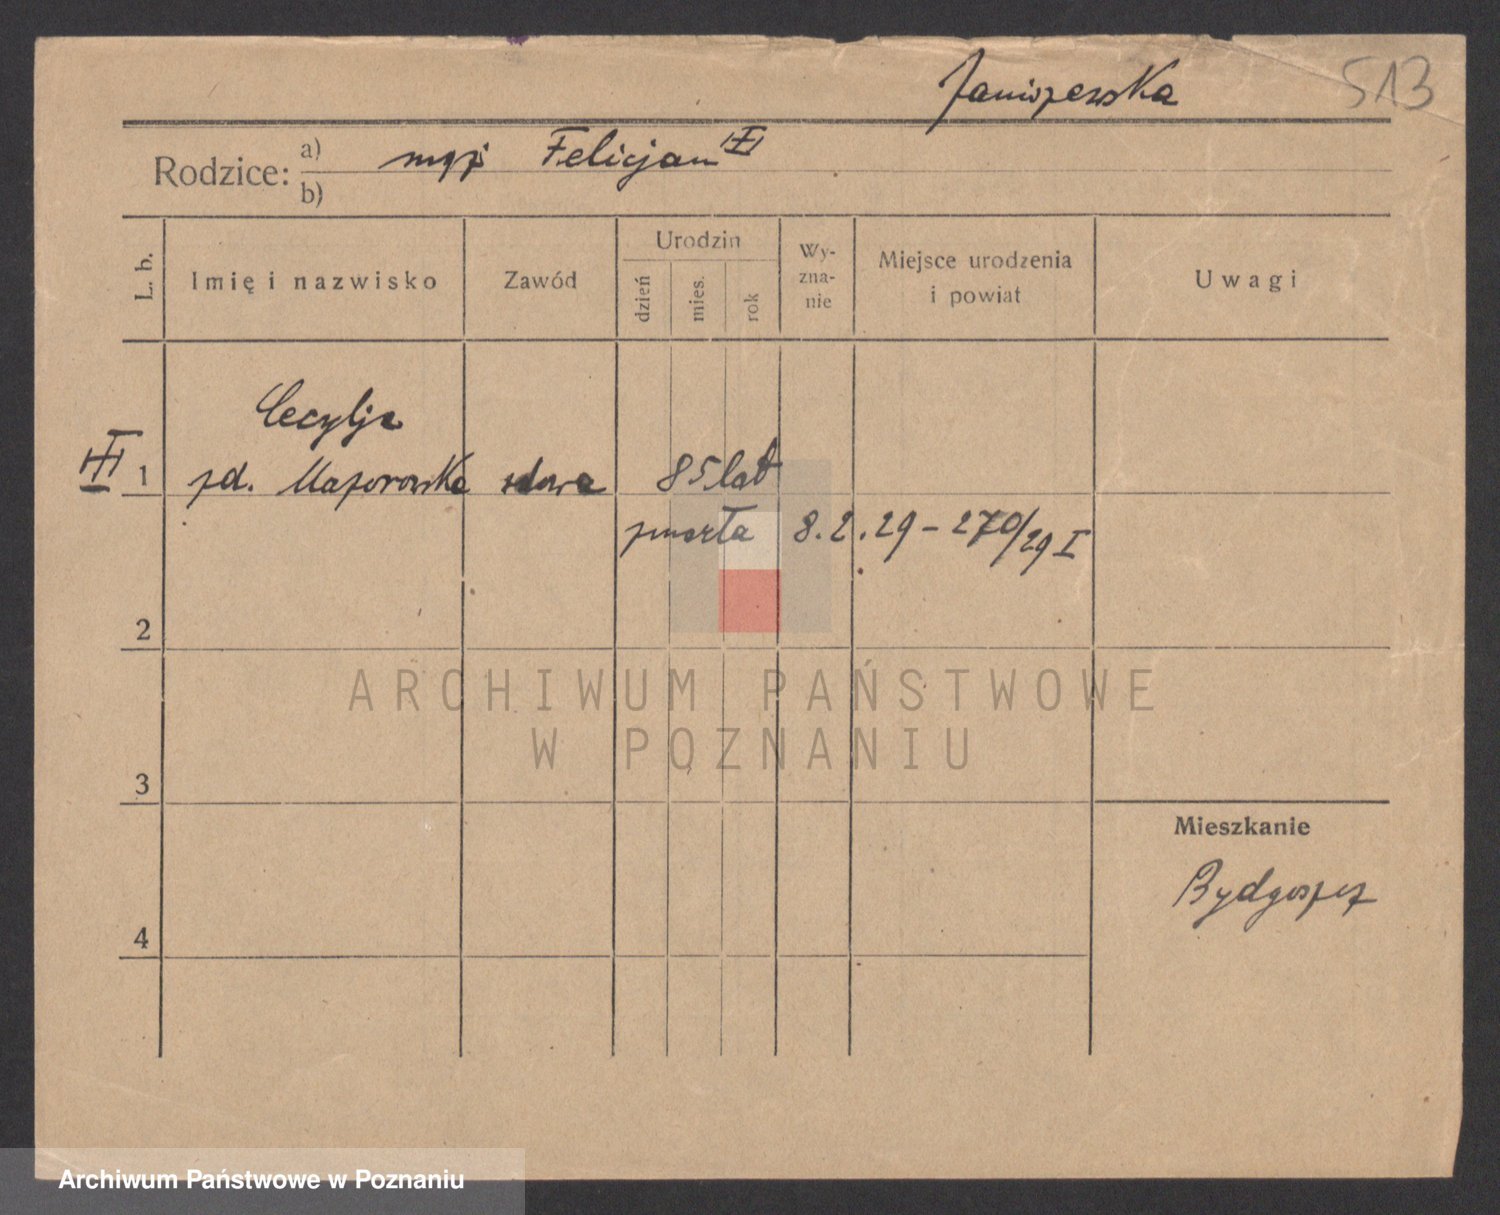 Janiszewska
513
Rodzice: a) mąż Felicjan
b)
L. b.
Imię i nazwisko
Zawód
Urodzin
dzień
mies.
rok
Wy-
zna-
nie
Miejsce urodzenia
i powiat
Uwagi
Cecylja
1 zd. Mazorowska wdowa 85 lat
zmarła 8.2.29 – 270/29 I
2
3
4
Mieszkanie
Bydgoszcz
ARCHIWUM PAŃSTWOWE
W POZNANIU
Archiwum Państwowe w Poznaniu